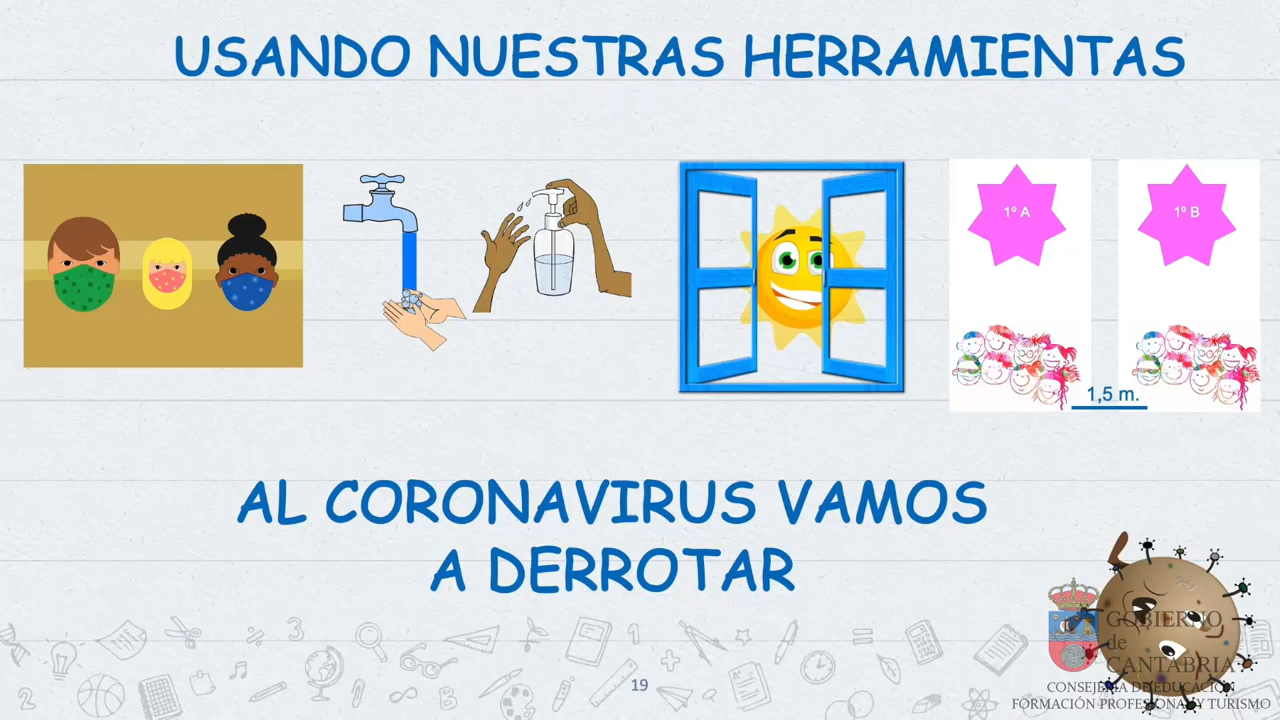 USANDO NUESTRAS HERRAMIENTAS
1º A
1º B
1,5 m.
AL CORONAVIRUS VAMOS
A DERROTAR
19
GOBIERNO
de
CANTABRIA
CONSEJERÍA DE EDUCACIÓN
FORMACIÓN PROFESIONAL Y TURISMO